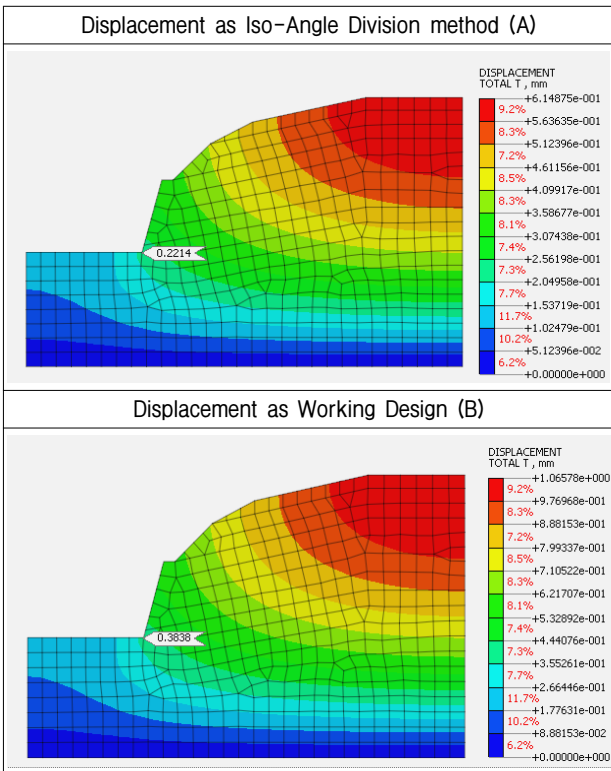 Displacement as Iso-Angle Division method (A)
DISPLACEMENT
TOTAL T , mm
+6.14875e-001
9.2%
+5.63635e-001
8.3%
+5.12396e-001
7.2%
+4.61156e-001
8.5%
+4.09917e-001
8.3%
+3.58677e-001
8.1%
+3.07438e-001
7.4%
+2.56198e-001
7.3%
+2.04958e-001
7.7%
+1.53719e-001
11.7%
+1.02479e-001
10.2%
+5.12396e-002
6.2%
+0.00000e+000
0.2214
Displacement as Working Design (B)
DISPLACEMENT
TOTAL T , mm
+1.06578e+000
9.2%
+9.76968e-001
8.3%
+8.88153e-001
7.2%
+7.99337e-001
8.5%
+7.10522e-001
8.3%
+6.21707e-001
8.1%
+5.32892e-001
7.4%
+4.44076e-001
7.3%
+3.55261e-001
7.7%
+2.66446e-001
11.7%
+1.77631e-001
10.2%
+8.88153e-002
6.2%
+0.00000e+000
0.3838